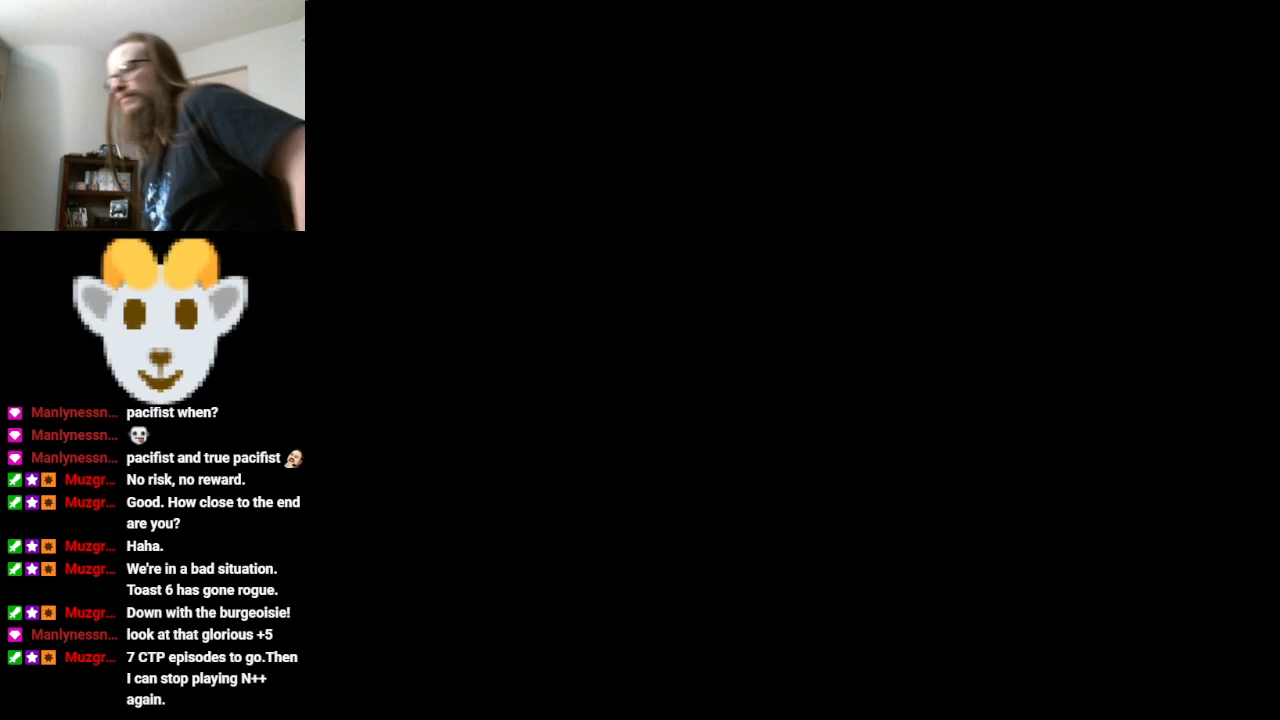 Manlynessn... pacifist when?
Manlynessn...
Manlynessn... pacifist and true pacifist
Muzgr... No risk, no reward.
Muzgr... Good. How close to the end
are you?
Muzgr... Haha.
Muzgr... We're in a bad situation.
Toast 6 has gone rogue.
Muzgr... Down with the burgeoisie!
Manlynessn... look at that glorious +5
Muzgr... 7 CTP episodes to go.Then
I can stop playing N++
again.